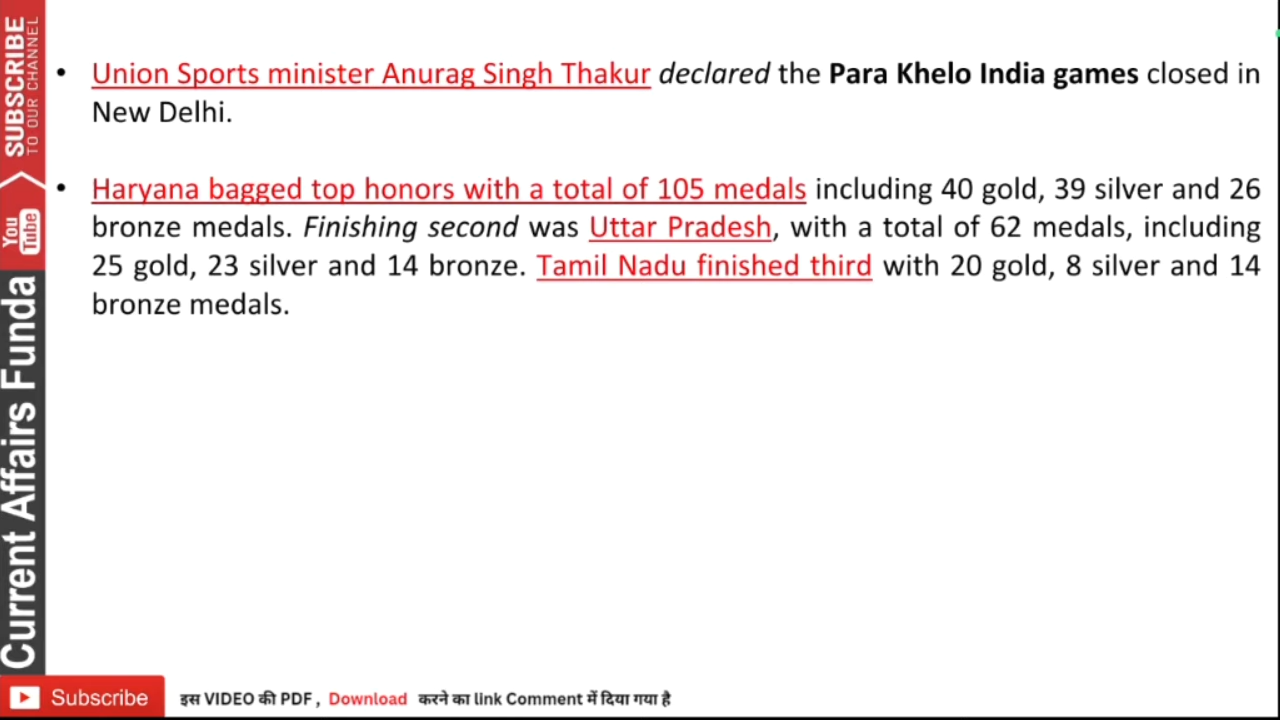 • Union Sports minister Anurag Singh Thakur declared the Para Khelo India games closed in
New Delhi.
• Haryana bagged top honors with a total of 105 medals including 40 gold, 39 silver and 26
bronze medals. Finishing second was Uttar Pradesh, with a total of 62 medals, including
25 gold, 23 silver and 14 bronze. Tamil Nadu finished third with 20 gold, 8 silver and 14
bronze medals.
SUBSCRIBE
TO OUR CHANNEL
You
Tube
Current Affairs Funda
Subscribe
इस VIDEO की PDF , Download करने का link Comment में दिया गया है